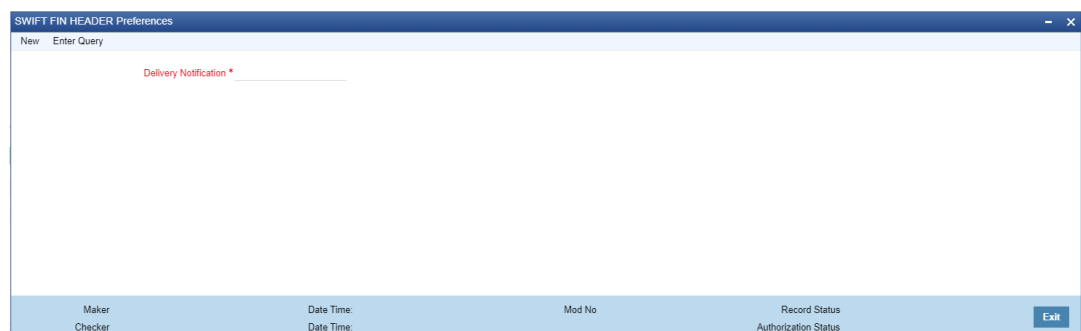 SWIFT FIN HEADER Preferences
New Enter Query
Delivery Notification *
Maker Date Time: Mod No Record Status
Exit
Checker Date Time: Authorization Status